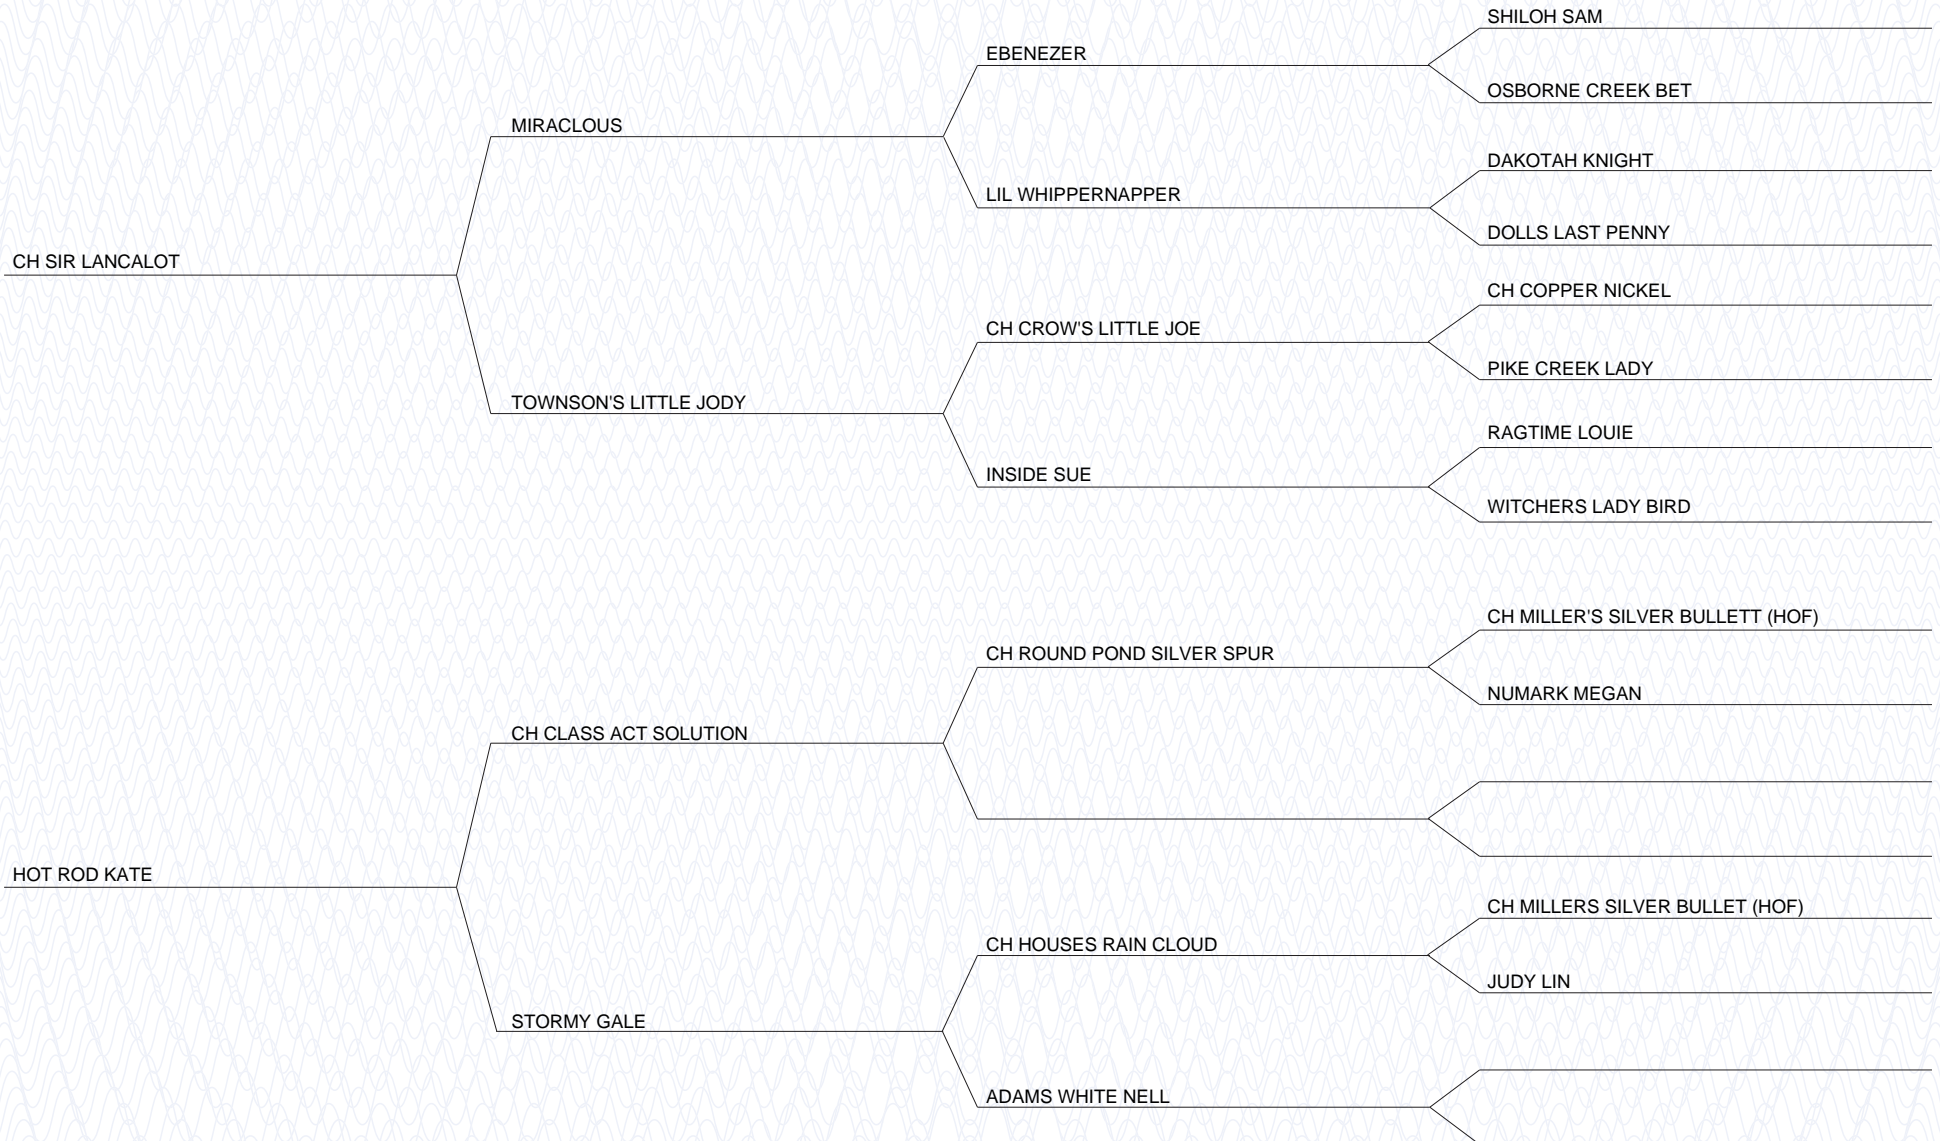 SHILOH SAM
EBENEZER
OSBORNE CREEK BET
MIRACLOUS
DAKOTAH KNIGHT
LIL WHIPPERNAPPER
DOLLS LAST PENNY
CH SIR LANCALOT
CH COPPER NICKEL
CH CROW'S LITTLE JOE
PIKE CREEK LADY
TOWNSON'S LITTLE JODY
RAGTIME LOUIE
INSIDE SUE
WITCHERS LADY BIRD
CH MILLER'S SILVER BULLETT (HOF)
CH ROUND POND SILVER SPUR
NUMARK MEGAN
CH CLASS ACT SOLUTION
HOT ROD KATE
CH MILLERS SILVER BULLET (HOF)
CH HOUSES RAIN CLOUD
JUDY LIN
STORMY GALE
ADAMS WHITE NELL